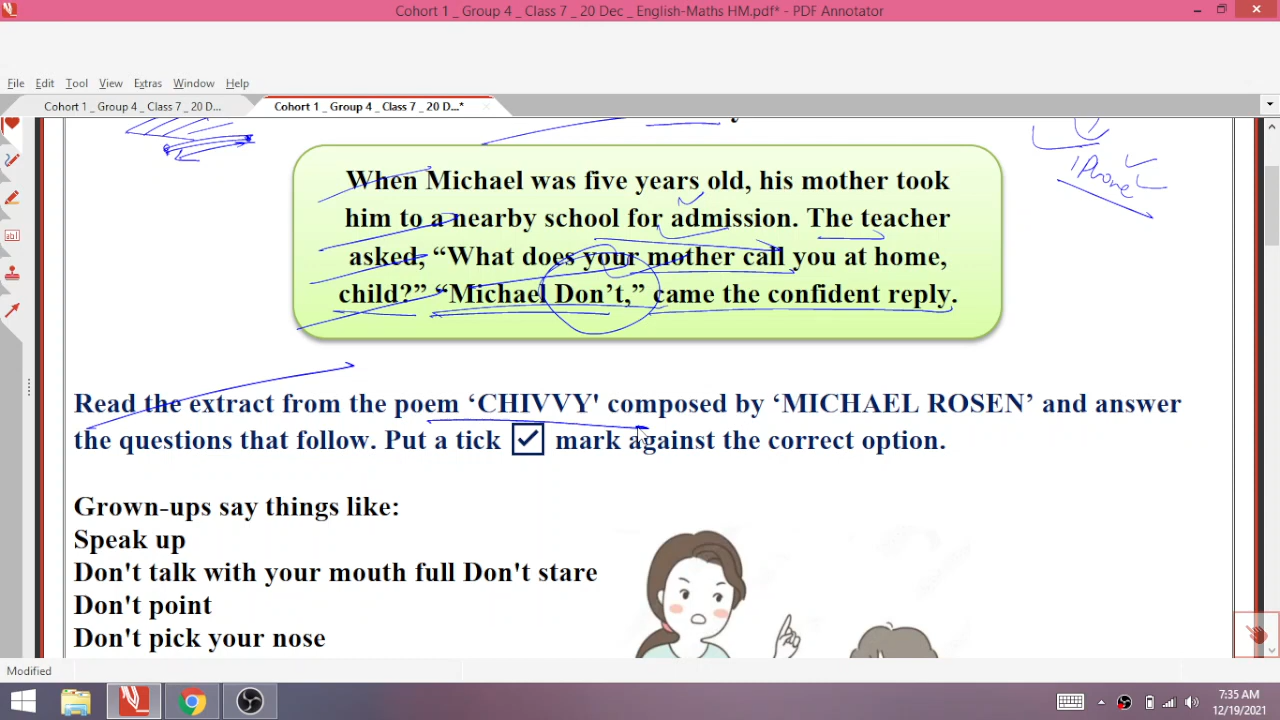 Cohort 1 _ Group 4 _ Class 7 _ 20 Dec _ English-Maths HM.pdf* - PDF Annotator
File Edit Tool View Extras Window Help
Cohort 1 _ Group 4 _ Class 7 _ 20 D... Cohort 1 _ Group 4 _ Class 7 _ 20 D...*
iPhone
When Michael was five years old, his mother took
him to a nearby school for admission. The teacher
asked, “What does your mother call you at home,
child?” “Michael Don’t,” came the confident reply.
Read the extract from the poem ‘CHIVVY' composed by ‘MICHAEL ROSEN’ and answer
the questions that follow. Put a tick ✓ mark against the correct option.
Grown-ups say things like:
Speak up
Don't talk with your mouth full Don't stare
Don't point
Don't pick your nose
Modified
7:35 AM
12/19/2021